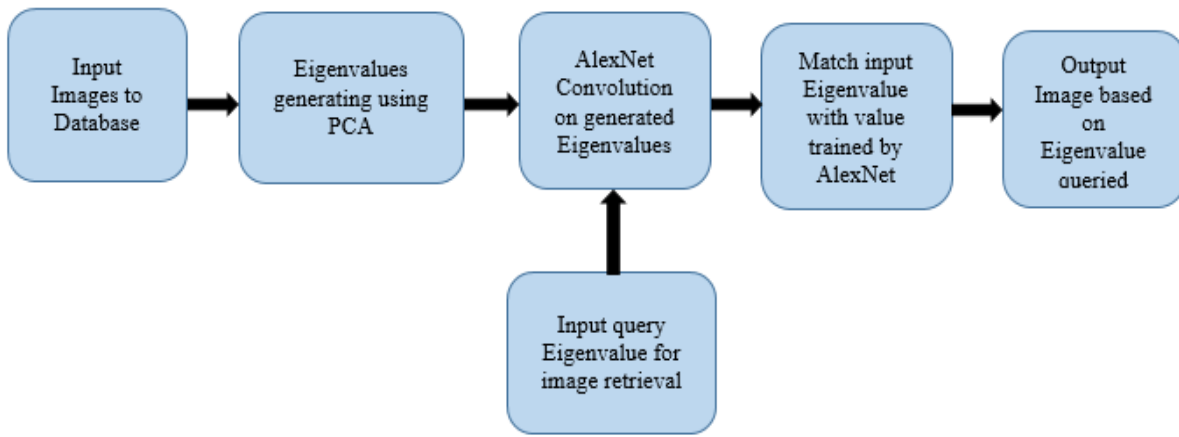 Input
Images to
Database
Eigenvalues
generating using
PCA
AlexNet
Convolution
on generated
Eigenvalues
Match input
Eigenvalue
with value
trained by
AlexNet
Output
Image based
on
Eigenvalue
queried
Input query
Eigenvalue for
image retrieval